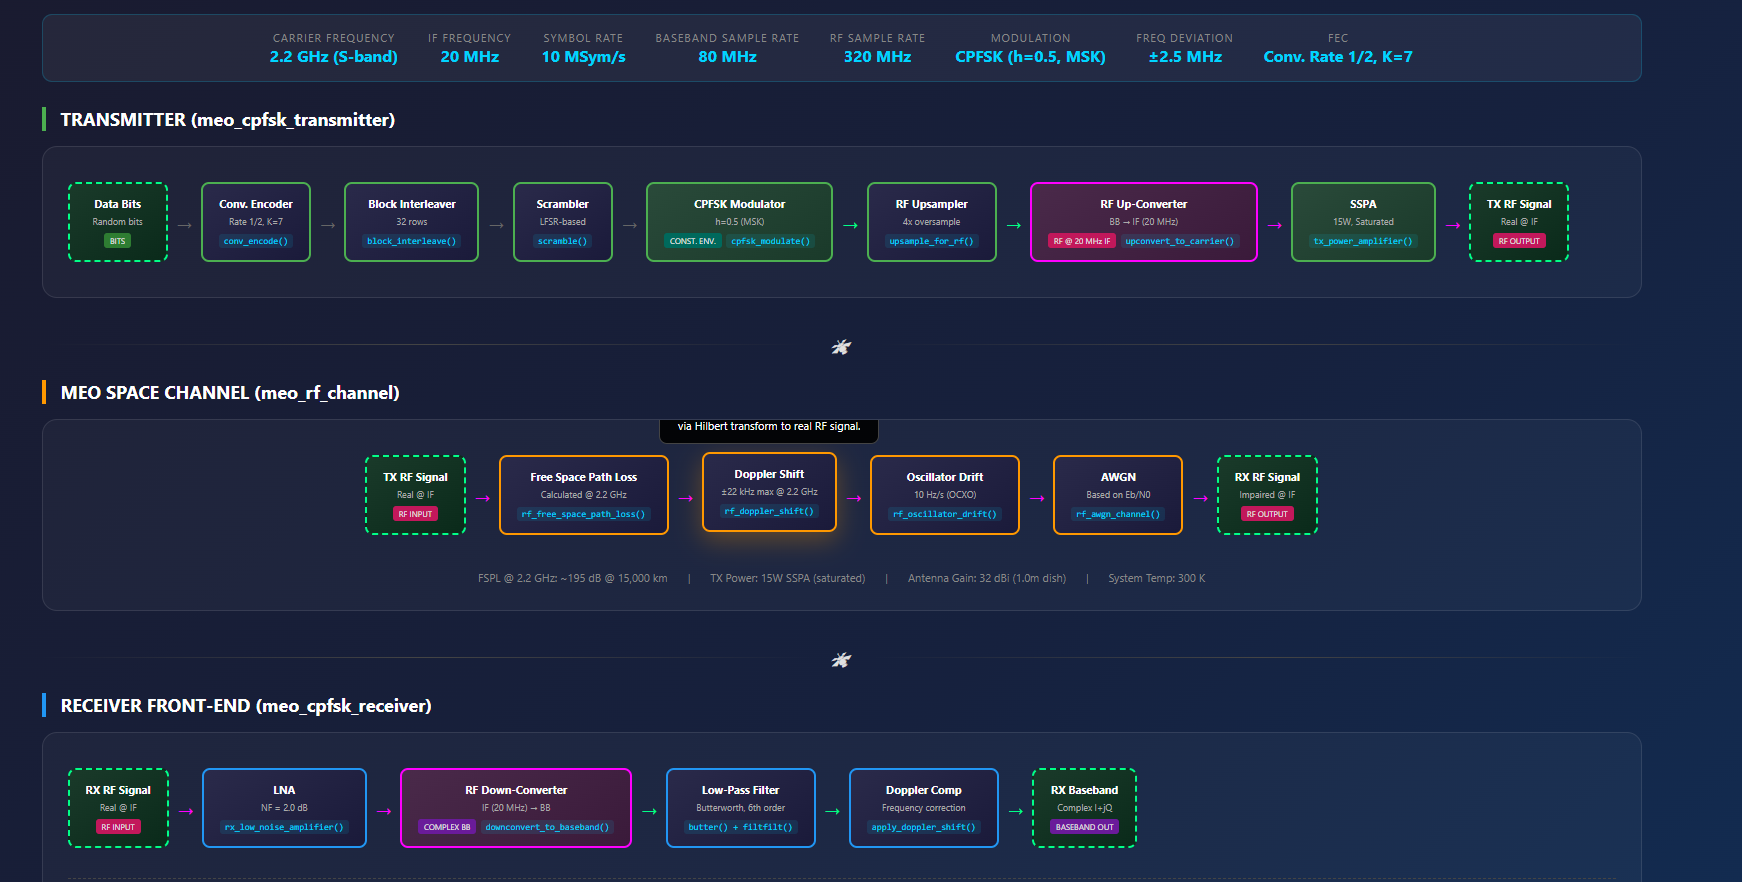 CARRIER FREQUENCY
2.2 GHz (S-band)
IF FREQUENCY
20 MHz
SYMBOL RATE
10 MSym/s
BASEBAND SAMPLE RATE
80 MHz
RF SAMPLE RATE
320 MHz
MODULATION
CPFSK (h=0.5, MSK)
FREQ DEVIATION
±2.5 MHz
FEC
Conv. Rate 1/2, K=7
TRANSMITTER (meo_cpfsk_transmitter)
Data Bits
Random bits
BITS
→
Conv. Encoder
Rate 1/2, K=7
conv_encode()
→
Block Interleaver
32 rows
block_interleave()
→
Scrambler
LFSR-based
scramble()
→
CPFSK Modulator
h=0.5 (MSK)
CONST. ENV. cpfsk_modulate()
→
RF Upsampler
4x oversample
upsample_for_rf()
→
RF Up-Converter
BB → IF (20 MHz)
RF @ 20 MHz IF upconvert_to_carrier()
→
SSPA
15W, Saturated
tx_power_amplifier()
→
TX RF Signal
Real @ IF
RF OUTPUT
MEO SPACE CHANNEL (meo_rf_channel)
via Hilbert transform to real RF signal.
TX RF Signal
Real @ IF
RF INPUT
→
Free Space Path Loss
Calculated @ 2.2 GHz
rf_free_space_path_loss()
→
Doppler Shift
±22 kHz max @ 2.2 GHz
rf_doppler_shift()
→
Oscillator Drift
10 Hz/s (OCXO)
rf_oscillator_drift()
→
AWGN
Based on Eb/N0
rf_awgn_channel()
→
RX RF Signal
Impaired @ IF
RF OUTPUT
FSPL @ 2.2 GHz: ~195 dB @ 15,000 km | TX Power: 15W SSPA (saturated) | Antenna Gain: 32 dBi (1.0m dish) | System Temp: 300 K
RECEIVER FRONT-END (meo_cpfsk_receiver)
RX RF Signal
Real @ IF
RF INPUT
→
LNA
NF = 2.0 dB
rx_low_noise_amplifier()
→
RF Down-Converter
IF (20 MHz) → BB
COMPLEX BB downconvert_to_baseband()
→
Low-Pass Filter
Butterworth, 6th order
butter() + filtfilt()
→
Doppler Comp
Frequency correction
apply_doppler_shift()
→
RX Baseband
Complex I+jQ
BASEBAND OUT